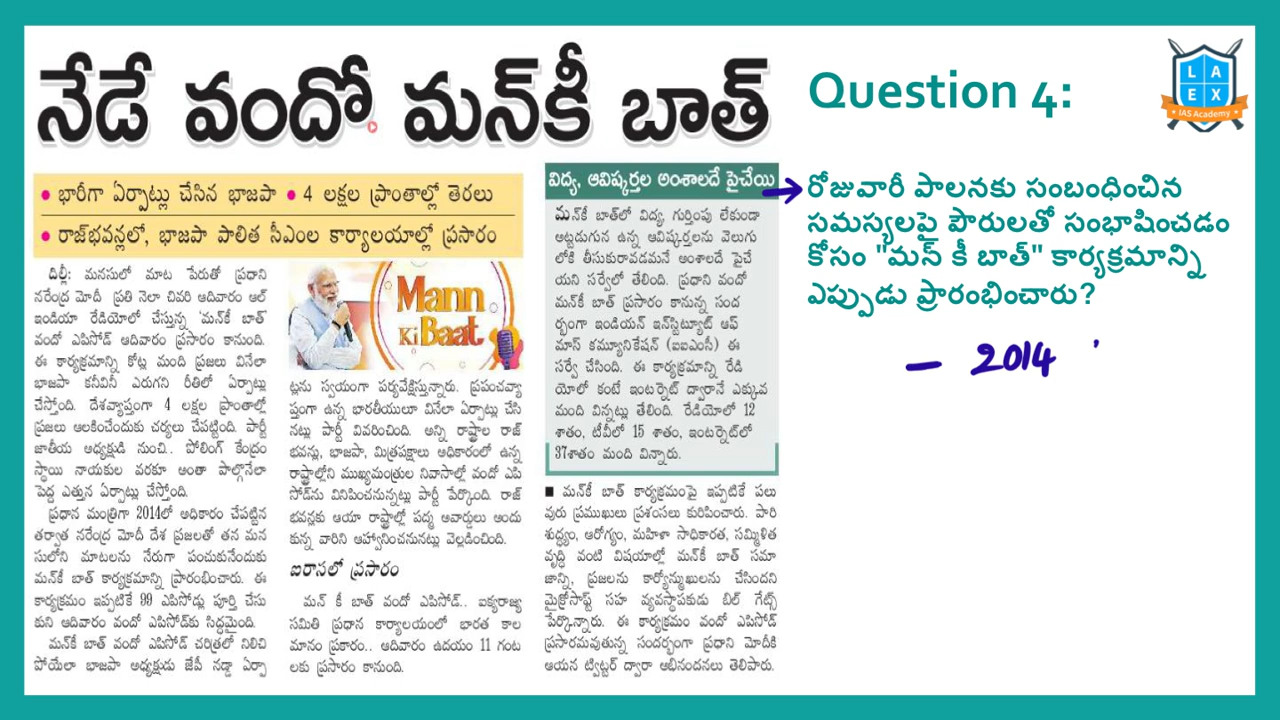 నేడే వందో మన్‌కీ బాత్
• భారీగా ఏర్పాట్లు చేసిన భాజపా • 4 లక్షల ప్రాంతాల్లో తెరలు
• రాజ్‌భవన్లలో, భాజపా పాలిత సీఎంల కార్యాలయాల్లో ప్రసారం
ఢిల్లీ: మనసులో మాట పేరుతో ప్రధాని
నరేంద్ర మోదీ ప్రతి నెలా చివరి ఆదివారం ఆల్
ఇండియా రేడియోలో చేస్తున్న 'మన్‌కీ బాత్'
వందో ఎపిసోడ్ ఆదివారం ప్రసారం కానుంది.
ఈ కార్యక్రమాన్ని కోట్ల మంది ప్రజలు వినేలా
భాజపా కనీవినీ ఎరుగని రీతిలో ఏర్పాట్లు
చేస్తోంది. దేశవ్యాప్తంగా 4 లక్షల ప్రాంతాల్లో
ప్రజలు ఆలకించేందుకు చర్యలు చేపట్టింది. పార్టీ
జాతీయ అధ్యక్షుడి నుంచి.. పోలింగ్ కేంద్రం
స్థాయి నాయకుల వరకూ అంతా పాల్గొనేలా
పెద్ద ఎత్తున ఏర్పాట్లు చేస్తోంది.
ప్రధాన మంత్రిగా 2014లో అధికారం చేపట్టిన
తర్వాత నరేంద్ర మోదీ దేశ ప్రజలతో తన మన
సులోని మాటలను నేరుగా పంచుకునేందుకు
మన్‌కీ బాత్ కార్యక్రమాన్ని ప్రారంభించారు. ఈ
కార్యక్రమం ఇప్పటికే 99 ఎపిసోడ్లు పూర్తి చేసు
కుని ఆదివారం వందో ఎపిసోడ్‌కు సిద్ధమైంది.
మన్‌కీ బాత్ వందో ఎపిసోడ్ చరిత్రలో నిలిచి
పోయేలా భాజపా అధ్యక్షుడు జేపీ నడ్డా ఏర్పా
Mann
Ki Baat
ట్లను స్వయంగా పర్యవేక్షిస్తున్నారు. ప్రపంచవ్యా
ప్తంగా ఉన్న భారతీయులూ వినేలా ఏర్పాట్లు చేసి
నట్లు పార్టీ వివరించింది. అన్ని రాష్ట్రాల రాజ్
భవన్లు, భాజపా, మిత్రపక్షాలు అధికారంలో ఉన్న
రాష్ట్రాల్లోని ముఖ్యమంత్రుల నివాసాల్లో వందో ఎపి
సోడ్‌ను వినిపించనున్నట్లు పార్టీ పేర్కొంది. రాజ్
భవన్లకు ఆయా రాష్ట్రాల్లో పద్మ అవార్డులు అందు
కున్న వారిని ఆహ్వానించనున్నట్లు వెల్లడించింది.
ఐరాసలో ప్రసారం
మన్ కీ బాత్ వందో ఎపిసోడ్.. ఐక్యరాజ్య
సమితి ప్రధాన కార్యాలయంలో భారత కాల
మానం ప్రకారం.. ఆదివారం ఉదయం 11 గంట
లకు ప్రసారం కానుంది.
విద్య, ఆవిష్కర్తల అంశాలదే పైచేయి
మన్‌కీ బాత్‌లో విద్య, గుర్తింపు లేకుండా
అట్టడుగున ఉన్న ఆవిష్కర్తలను వెలుగు
లోకి తీసుకురావడమనే అంశాలదే పైచే
యని సర్వేలో తేలింది. ప్రధాని వందో
మన్‌కీ బాత్ ప్రసారం కానున్న సంద
ర్భంగా ఇండియన్ ఇన్‌స్టిట్యూట్ ఆఫ్
మాస్ కమ్యూనికేషన్ (ఐఐఎంసీ) ఈ
సర్వే చేసింది. ఈ కార్యక్రమాన్ని రేడి
యోలో కంటే ఇంటర్నెట్ ద్వారానే ఎక్కువ
మంది విన్నట్లు తేలింది. రేడియోలో 12
శాతం, టీవీలో 15 శాతం, ఇంటర్నెట్‌లో
37శాతం మంది విన్నారు.
■ మన్‌కీ బాత్ కార్యక్రమంపై ఇప్పటికే పలు
వురు ప్రముఖులు ప్రశంసలు కురిపించారు. పారి
శుద్ధ్యం, ఆరోగ్యం, మహిళా సాధికారత, సమ్మిళిత
వృద్ధి వంటి విషయాల్లో మన్‌కీ బాత్ సమా
జాన్ని, ప్రజలను కార్యోన్ముఖులను చేసిందని
మైక్రోసాఫ్ట్ సహ వ్యవస్థాపకుడు బిల్ గేట్స్
పేర్కొన్నారు. ఈ కార్యక్రమం వందో ఎపిసోడ్
ప్రసారమవుతున్న సందర్భంగా ప్రధాని మోదీకి
ఆయన ట్విట్టర్ ద్వారా అభినందనలు తెలిపారు.
Question 4:
L A
E X
IAS Academy
రోజువారీ పాలనకు సంబంధించిన
సమస్యలపై పౌరులతో సంభాషించడం
కోసం "మన్ కీ బాత్" కార్యక్రమాన్ని
ఎప్పుడు ప్రారంభించారు?
– 2014